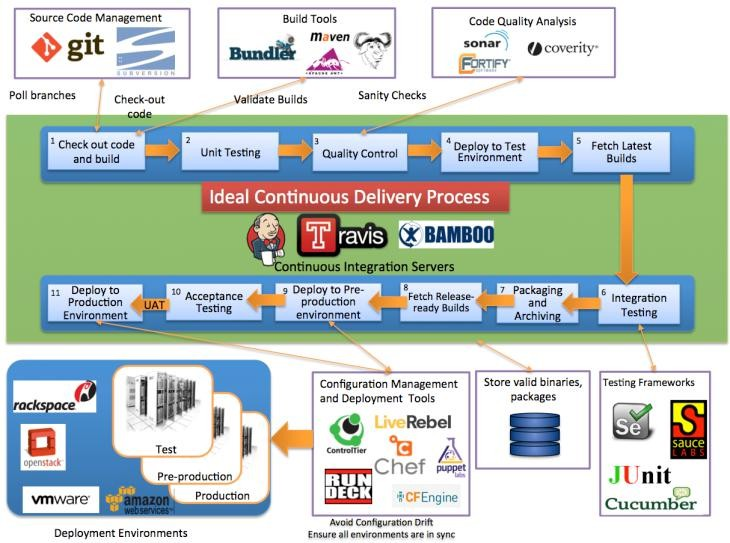 Source Code Management
git
SUBVERSION
Build Tools
Bundler
maven
APACHE ANT
Code Quality Analysis
sonar
coverity
FORTIFY
SOFTWARE
Poll branches
Check-out
code
Validate Builds
Sanity Checks
1 Check out code
and build
2
Unit Testing
3
Quality Control
4 Deploy to Test
Environment
5
Fetch Latest
Builds
Ideal Continuous Delivery Process
Travis
BAMBOO
Continuous Integration Servers
11
Deploy to
Production
Environment
UAT
10
Acceptance
Testing
9
Deploy to Pre-
production
environment
8
Fetch Release-
ready Builds
7
Packaging
and
Archiving
6
Integration
Testing
rackspace
openstack
vmware
amazon
webservices
Test
Pre-production
Production
Deployment Environments
Configuration Management
and Deployment Tools
ControlTier
LiveRebel
Chef
puppet
labs
RUN
DECK
CFEngine
Avoid Configuration Drift
Ensure all environments are in sync
Store valid binaries,
packages
Testing Frameworks
Se
SAUCE
LABS
JUnit
Cucumber